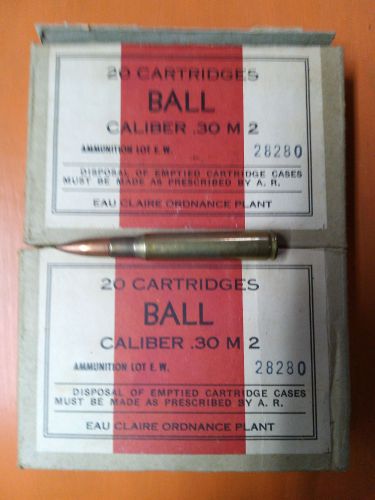 20 CARTRIDGES
BALL
CALIBER .30 M 2
AMMUNITION LOT E. W. 28280
DISPOSAL OF EMPTIED CARTRIDGE CASES
MUST BE MADE AS PRESCRIBED BY A. R.
EAU CLAIRE ORDNANCE PLANT
20 CARTRIDGES
BALL
CALIBER .30 M 2
AMMUNITION LOT E. W. 28280
DISPOSAL OF EMPTIED CARTRIDGE CASES
MUST BE MADE AS PRESCRIBED BY A. R.
EAU CLAIRE ORDNANCE PLANT